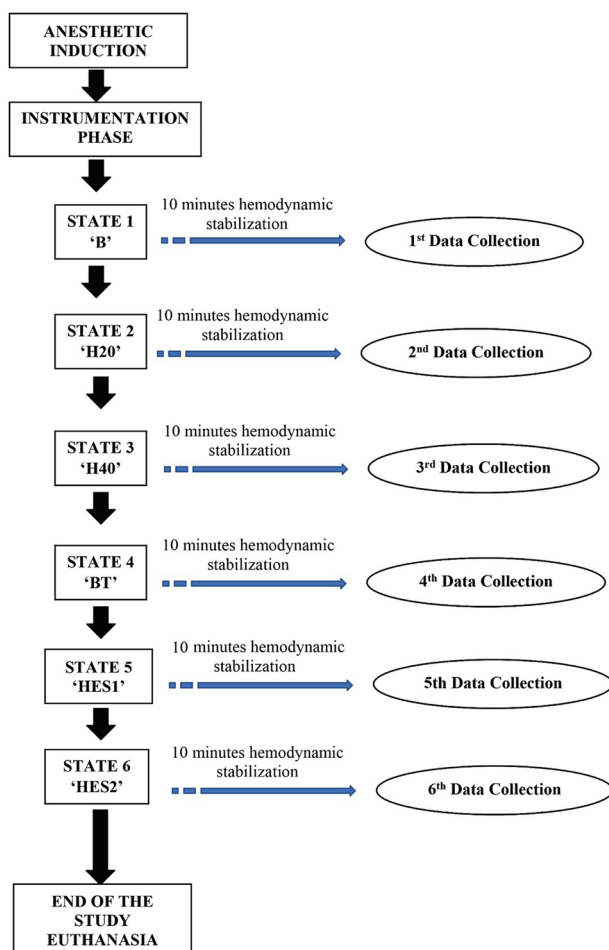 ANESTHETIC
INDUCTION
INSTRUMENTATION
PHASE
STATE 1
‘B’
10 minutes hemodynamic
stabilization
1st Data Collection
STATE 2
‘H20’
10 minutes hemodynamic
stabilization
2nd Data Collection
STATE 3
‘H40’
10 minutes hemodynamic
stabilization
3rd Data Collection
STATE 4
‘BT’
10 minutes hemodynamic
stabilization
4th Data Collection
STATE 5
‘HES1’
10 minutes hemodynamic
stabilization
5th Data Collection
STATE 6
‘HES2’
10 minutes hemodynamic
stabilization
6th Data Collection
END OF THE
STUDY
EUTHANASIA